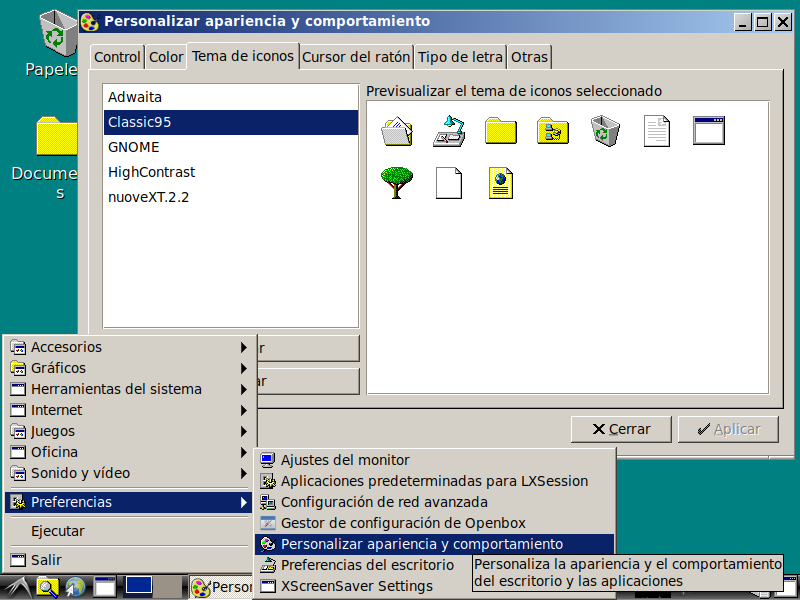 Personalizar apariencia y comportamiento
Papele
Control
Color
Tema de iconos
Cursor del ratón
Tipo de letra
Otras
Adwaita
Classic95
GNOME
HighContrast
nuoveXT.2.2
Previsualizar el tema de iconos seleccionado
Docume
s
Cerrar
Aplicar
Accesorios
Gráficos
Herramientas del sistema
Internet
Juegos
Oficina
Sonido y vídeo
Preferencias
Ejecutar
Salir
Ajustes del monitor
Aplicaciones predeterminadas para LXSession
Configuración de red avanzada
Gestor de configuración de Openbox
Personalizar apariencia y comportamiento
Preferencias del escritorio
XScreenSaver Settings
Personaliza la apariencia y el comportamiento
del escritorio y las aplicaciones
Person